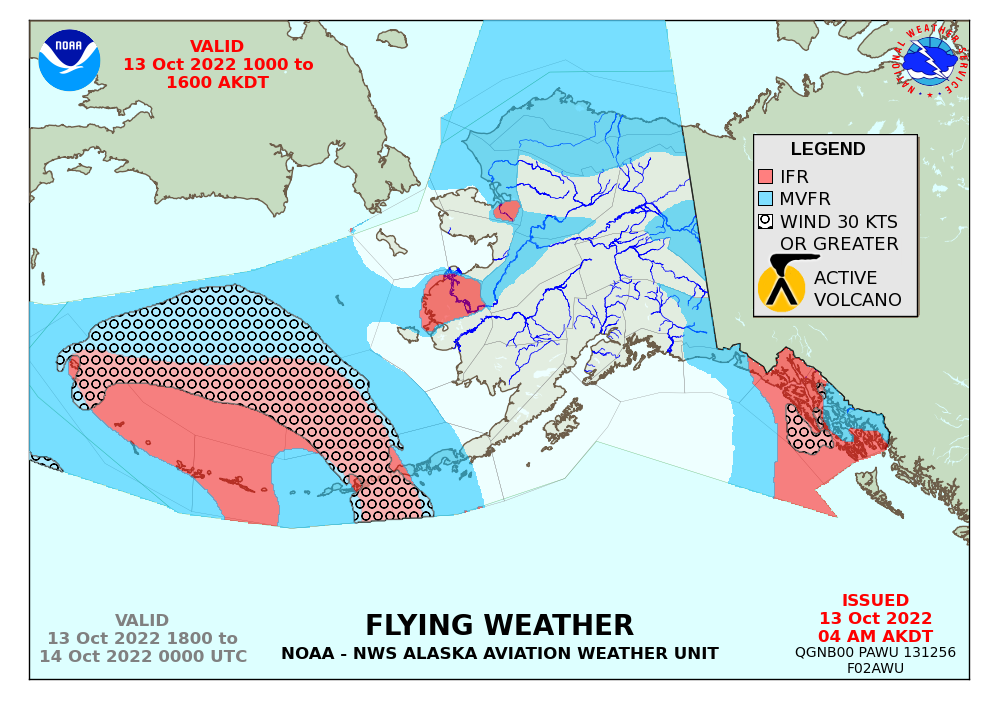 NOAA
VALID
13 Oct 2022 1000 to
1600 AKDT
NATIONAL WEATHER SERVICE
LEGEND
IFR
MVFR
WIND 30 KTS
OR GREATER
ACTIVE
VOLCANO
VALID
13 Oct 2022 1800 to
14 Oct 2022 0000 UTC
FLYING WEATHER
NOAA - NWS ALASKA AVIATION WEATHER UNIT
ISSUED
13 Oct 2022
04 AM AKDT
QGNB00 PAWU 131256
F02AWU